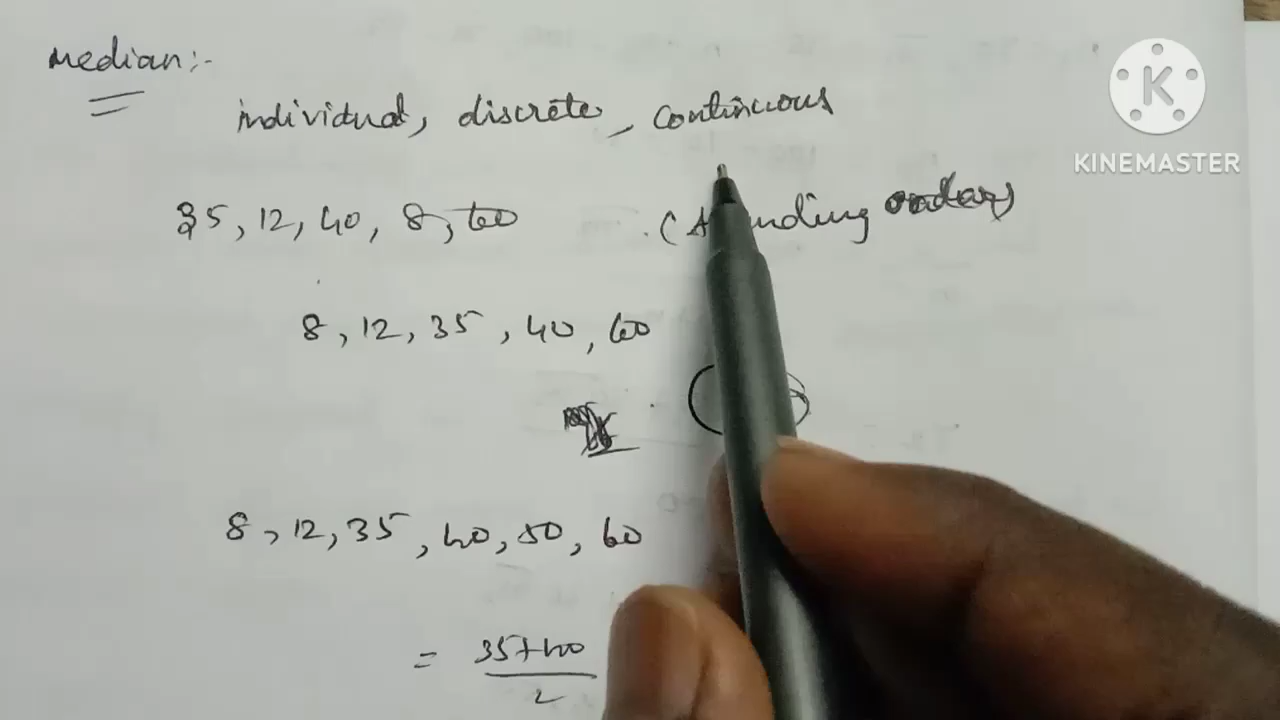 Median:-
individual, discrete, continuous
KINEMASTER
35, 12, 40, 8, 60
order)
8, 12, 35, 40, 60
8, 12, 35, 40, 50, 60
= 35+40
2